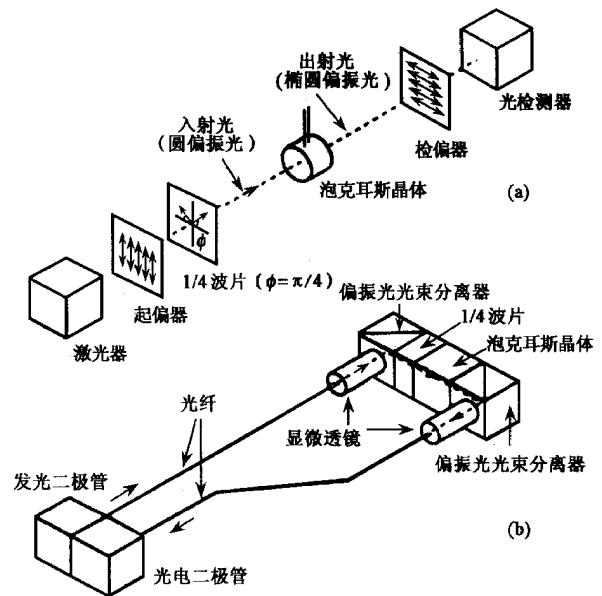 出射光
(椭圆偏振光)
光检测器
入射光
(圆偏振光)
检偏器
泡克耳斯晶体
(a)
φ
1/4 波片 (φ=π/4)
起偏器
激光器
偏振光光束分离器
1/4 波片
泡克耳斯晶体
光纤
显微透镜
偏振光光束分离器
发光二极管
(b)
光电二极管